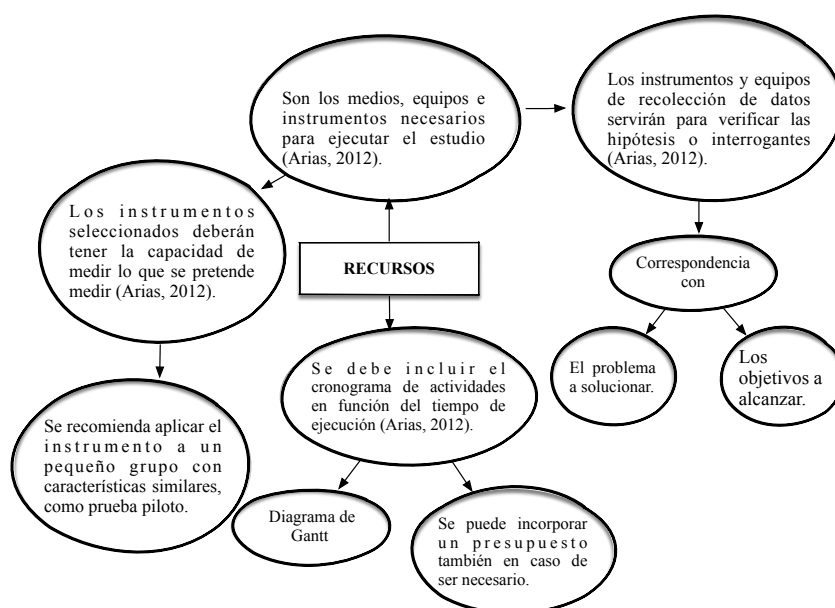 Son los medios, equipos e
instrumentos necesarios
para ejecutar el estudio
(Arias, 2012).
Los instrumentos y equipos
de recolección de datos
servirán para verificar las
hipótesis o interrogantes
(Arias, 2012).
Los instrumentos
seleccionados deberán
tener la capacidad de
medir lo que se pretende
medir (Arias, 2012).
RECURSOS
Correspondencia
con
Se debe incluir el
cronograma de actividades
en función del tiempo de
ejecución (Arias, 2012).
El problema
a solucionar.
Los
objetivos a
alcanzar.
Se recomienda aplicar el
instrumento a un
pequeño grupo con
características similares,
como prueba piloto.
Diagrama de
Gantt
Se puede incorporar
un presupuesto
también en caso de
ser necesario.